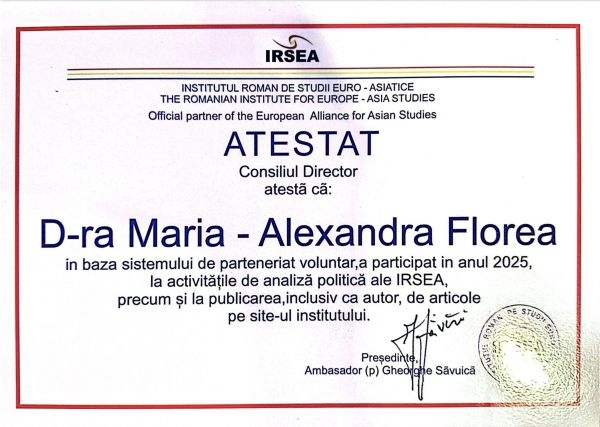 IRSEA
INSTITUTUL ROMAN DE STUDII EURO - ASIATICE
THE ROMANIAN INSTITUTE FOR EUROPE - ASIA STUDIES
Official partner of the European Alliance for Asian Studies
ATESTAT
Consiliul Director
atestă că:
D-ra Maria - Alexandra Florea
in baza sistemului de parteneriat voluntar,a participat in anul 2025,
la activitățile de analiză politică ale IRSEA,
precum și la publicarea,inclusiv ca autor, de articole
pe site-ul institutului.
Președinte,
Ambasador (p) Gheorghe Săvuică
ROMAN DE STUDII